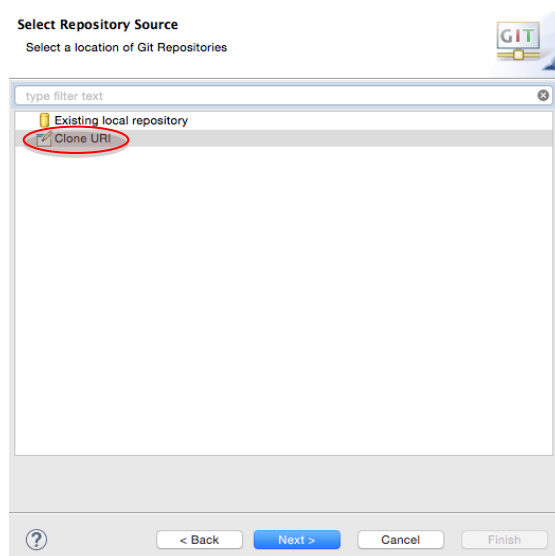 Select Repository Source
Select a location of Git Repositories
GIT
type filter text
Existing local repository
Clone URI
?
< Back
Next >
Cancel
Finish